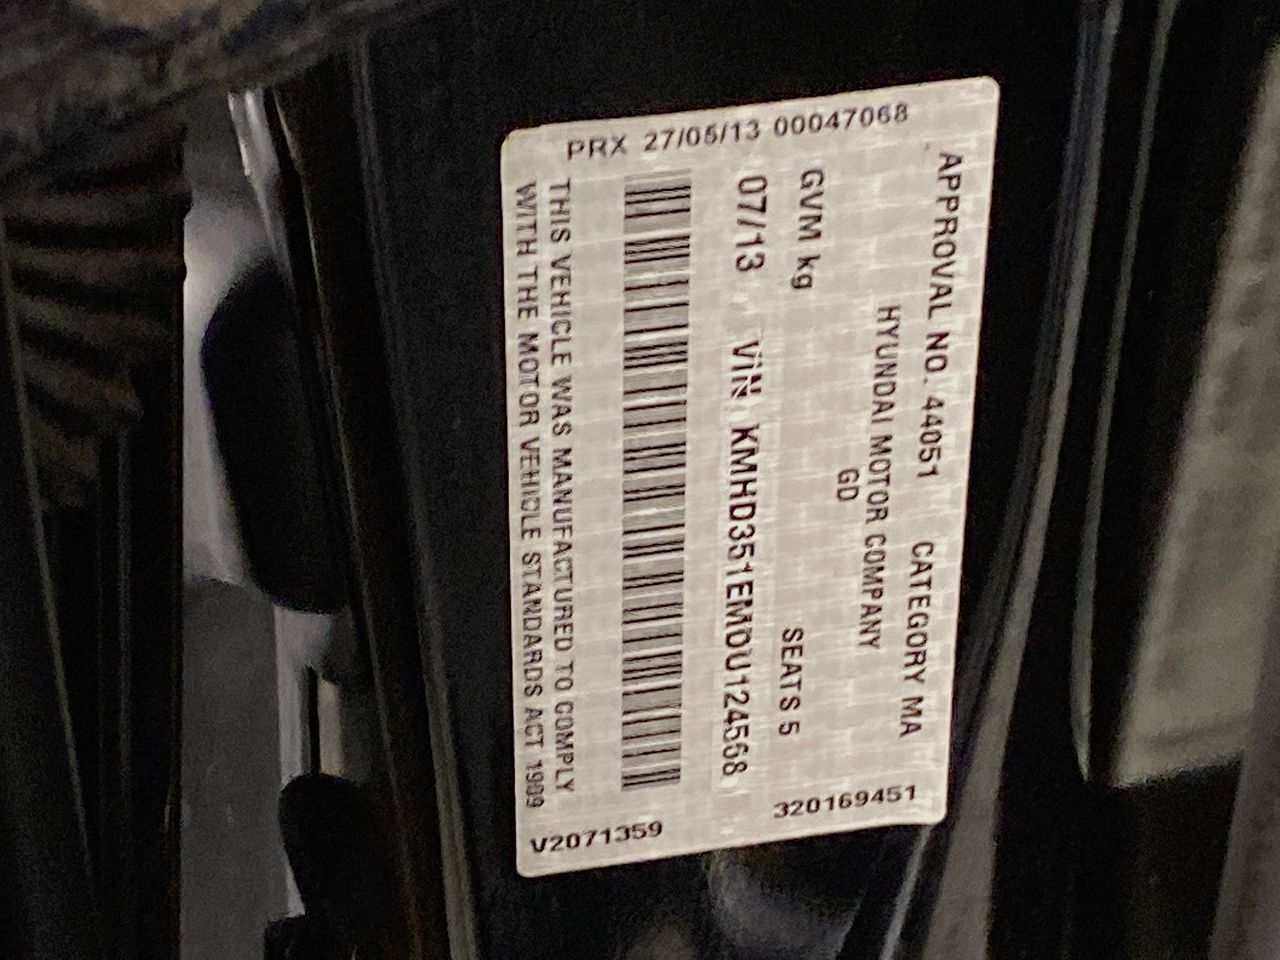 PRX 27/05/13 00047068
APPROVAL NO. 44051 CATEGORY MA
HYUNDAI MOTOR COMPANY
GD
GVM kg SEATS 5
07/13 VIN KMHD351EMDU124568
THIS VEHICLE WAS MANUFACTURED TO COMPLY
WITH THE MOTOR VEHICLE STANDARDS ACT 1989
320169451
V2071359